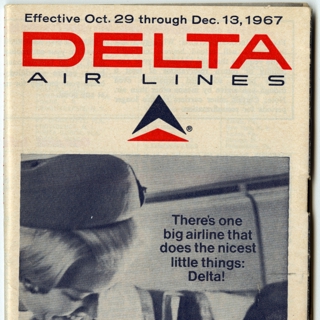 Effective Oct. 29 through Dec. 13, 1967
DELTA
AIR LINES
®
There's one
big airline that
does the nicest
little things:
Delta!